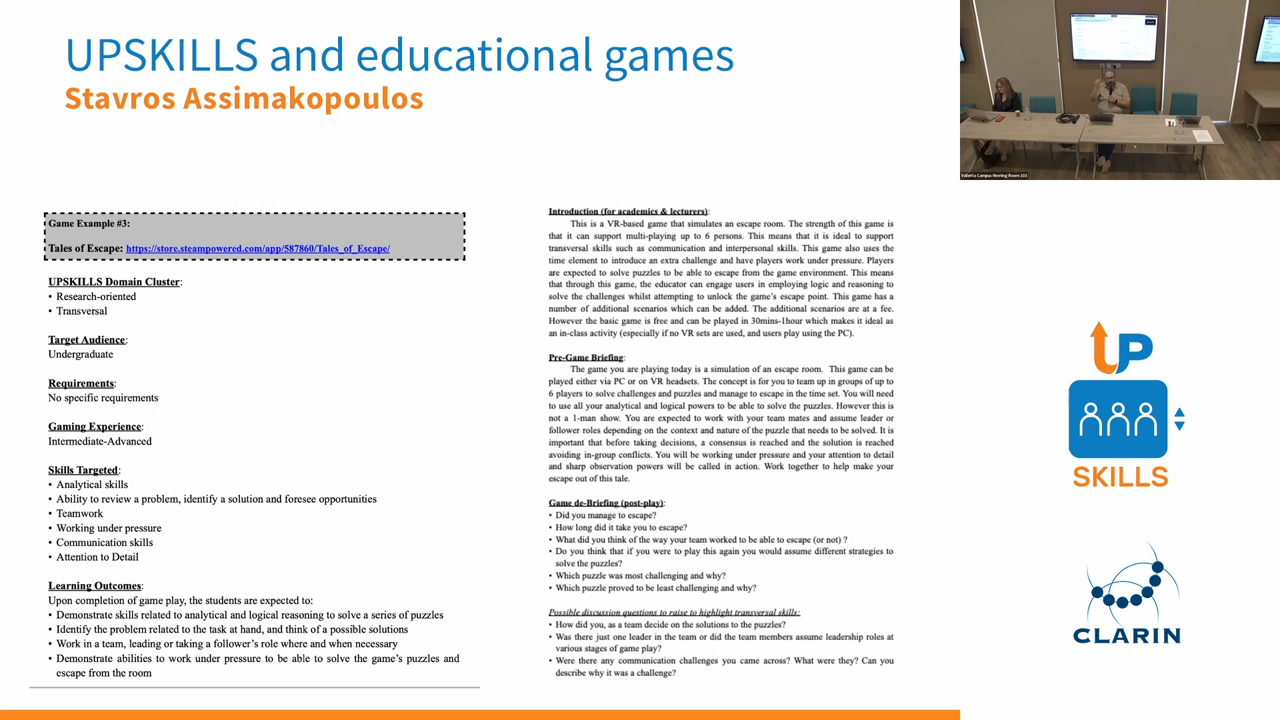 UPSKILLS and educational games
Stavros Assimakopoulos
Game Example #3:
Tales of Escape: https://store.steampowered.com/app/587860/Tales_of_Escape/
UPSKILLS Domain Cluster:
• Research-oriented
• Transversal
Target Audience:
Undergraduate
Requirements:
No specific requirements
Gaming Experience:
Intermediate-Advanced
Skills Targeted:
• Analytical skills
• Ability to review a problem, identify a solution and foresee opportunities
• Teamwork
• Working under pressure
• Communication skills
• Attention to Detail
Learning Outcomes:
Upon completion of game play, the students are expected to:
• Demonstrate skills related to analytical and logical reasoning to solve a series of puzzles
• Identify the problem related to the task at hand, and think of a possible solutions
• Work in a team, leading or taking a follower's role where and when necessary
• Demonstrate abilities to work under pressure to be able to solve the game's puzzles and
escape from the room
Introduction (for academics & lecturers):
This is a VR-based game that simulates an escape room. The strength of this game is
that it can support multi-playing up to 6 persons. This means that it is ideal to support
transversal skills such as communication and interpersonal skills. This game also uses the
time element to introduce an extra challenge and have players work under pressure. Players
are expected to solve puzzles to be able to escape from the game environment. This means
that through this game, the educator can engage users in employing logic and reasoning to
solve the challenges whilst attempting to unlock the game's escape point. This game has a
number of additional scenarios which can be added. The additional scenarios are at a fee.
However the basic game is free and can be played in 30mins-1hour which makes it ideal as
an in-class activity (especially if no VR sets are used, and users play using the PC).
Pre-Game Briefing:
The game you are playing today is a simulation of an escape room. This game can be
played either via PC or on VR headsets. The concept is for you to team up in groups of up to
6 players to solve challenges and puzzles and manage to escape in the time set. You will need
to use all your analytical and logical powers to be able to solve the puzzles. However this is
not a 1-man show. You are expected to work with your team mates and assume leader or
follower roles depending on the context and nature of the puzzle that needs to be solved. It is
important that before taking decisions, a consensus is reached and the solution is reached
avoiding in-group conflicts. You will be working under pressure and your attention to detail
and sharp observation powers will be called in action. Work together to help make your
escape out of this tale.
Game de-Briefing (post-play):
• Did you manage to escape?
• How long did it take you to escape?
• What did you think of the way your team worked to be able to escape (or not) ?
• Do you think that if you were to play this again you would assume different strategies to
solve the puzzles?
• Which puzzle was most challenging and why?
• Which puzzle proved to be least challenging and why?
Possible discussion questions to raise to highlight transversal skills:
• How did you, as a team decide on the solutions to the puzzles?
• Was there just one leader in the team or did the team members assume leadership roles at
various stages of game play?
• Were there any communication challenges you came across? What were they? Can you
describe why it was a challenge?
Valletta Campus Meeting Room 103
UP
SKILLS
CLARIN